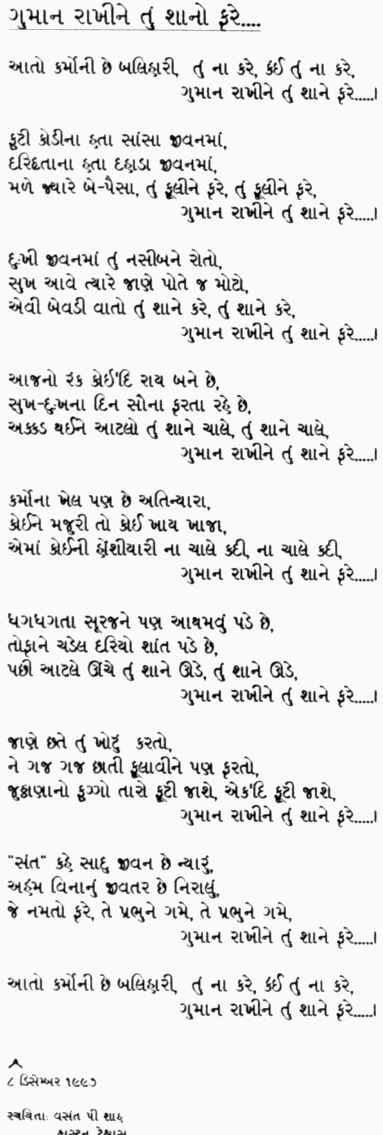 ગુમાન રાખીને તું શાનો ફરે....
આતો કર્મોની છે બલિહારી, તું ના કરે, કંઈ તું ના કરે,
ગુમાન રાખીને તું શાને ફરે.....।
ફૂટી કોડીના હતા સાંસા જીવનમાં,
દરિદ્રતાના હતા દહાડા જીવનમાં,
મળે જ્યારે બે-પૈસા, તું ફૂલીને ફરે, તું ફૂલીને ફરે,
ગુમાન રાખીને તું શાને ફરે.....।
દુઃખી જીવનમાં તું નસીબને રોતો,
સુખ આવે ત્યારે જાણે પોતે જ મોટો,
એવી બેવડી વાતો તું શાને કરે, તું શાને કરે,
ગુમાન રાખીને તું શાને ફરે.....।
આજનો રંક કોઈ'દિ રાય બને છે,
સુખ-દુઃખના દિન સૌના ફરતા રહે છે,
અક્કડ થઈને આટલો તું શાને ચાલે, તું શાને ચાલે,
ગુમાન રાખીને તું શાને ફરે.....।
કર્મોના ખેલ પણ છે અતિન્યારા,
કોઈને મજુરી તો કોઈ ખાય ખાજા,
એમાં કોઈની હોંશીયારી ના ચાલે કદી, ના ચાલે કદી,
ગુમાન રાખીને તું શાને ફરે.....।
ધગધગતા સૂરજને પણ આથમવું પડે છે,
તોફાને ચડેલ દરિયો શાંત પડે છે,
પછી આટલે ઊંચે તું શાને ઊડે, તું શાને ઊડે,
ગુમાન રાખીને તું શાને ફરે.....।
જાણે છતે તું ખોટું કરતો,
ને ગજ ગજ છાતી ફૂલાવીને પણ ફરતો,
જુઠ્ઠાણાનો ફુગ્ગો તારો ફૂટી જાશે, એક'દિ ફૂટી જાશે,
ગુમાન રાખીને તું શાને ફરે.....।
"સંત" કહે સાદુ જીવન છે ન્યારું,
અહંમ વિનાનું જીવતર છે નિરાલું,
જે નમતો ફરે, તે પ્રભુને ગમે, તે પ્રભુને ગમે,
ગુમાન રાખીને તું શાને ફરે.....।
આતો કર્મોની છે બલિહારી, તું ના કરે, કંઈ તું ના કરે,
ગુમાન રાખીને તું શાને ફરે.....।
૮ ડિસેમ્બર ૧૯૯૭
સ્વચિતાઃ વસંત પી શાહ
હ્યુસ્ટન ટેક્ષાસ